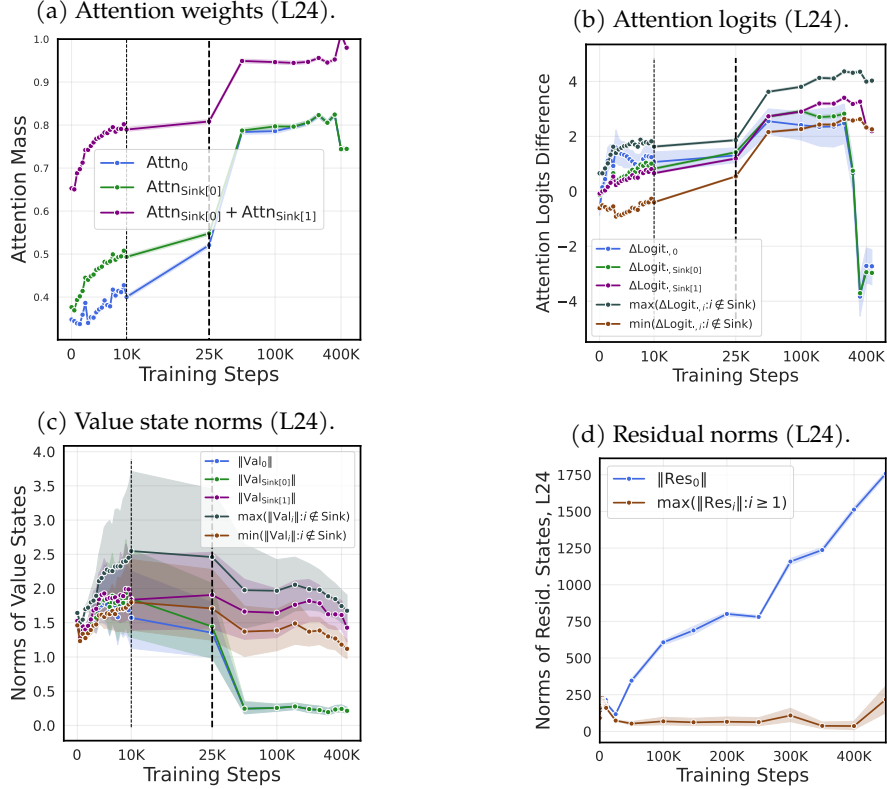 (a) Attention weights (L24).
1.0
0.9
0.8
0.7
0.6
0.5
0.4
Attention Mass
Attn0
AttnSink[0]
AttnSink[0] + AttnSink[1]
0 10K 25K 100K 400K
Training Steps
(b) Attention logits (L24).
4
2
0
−2
−4
Attention Logits Difference
ΔLogit·,0
ΔLogit·,Sink[0]
ΔLogit·,Sink[1]
max(ΔLogit·,i:i∉Sink)
min(ΔLogit·,i:i∉Sink)
0 10K 25K 100K 400K
Training Steps
(c) Value state norms (L24).
4.0
3.5
3.0
2.5
2.0
1.5
1.0
0.5
0.0
Norms of Value States
‖Val0‖
‖ValSink[0]‖
‖ValSink[1]‖
max(‖Vali‖:i∉Sink)
min(‖Vali‖:i∉Sink)
0 10K 25K 100K 400K
Training Steps
(d) Residual norms (L24).
1750
1500
1250
1000
750
500
250
0
Norms of Resid. States, L24
‖Res0‖
max(‖Resi‖:i≥1)
0 100K 200K 300K 400K
Training Steps